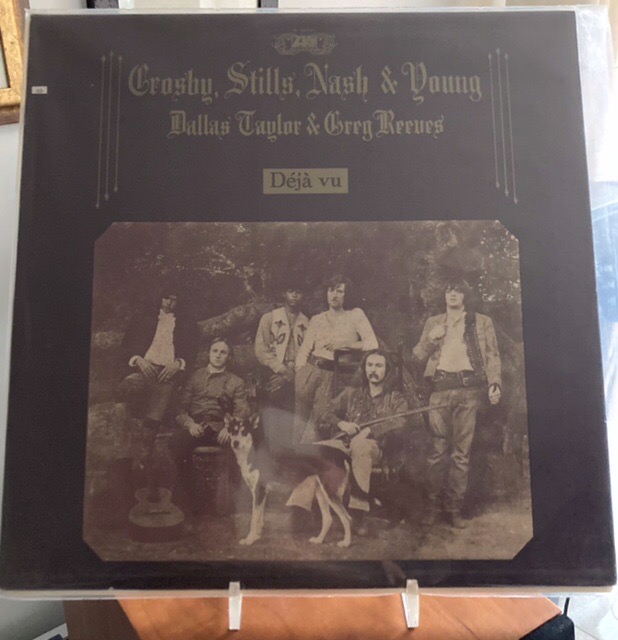 Crosby, Stills, Nash & Young
Dallas Taylor & Greg Reeves
Déjà vu